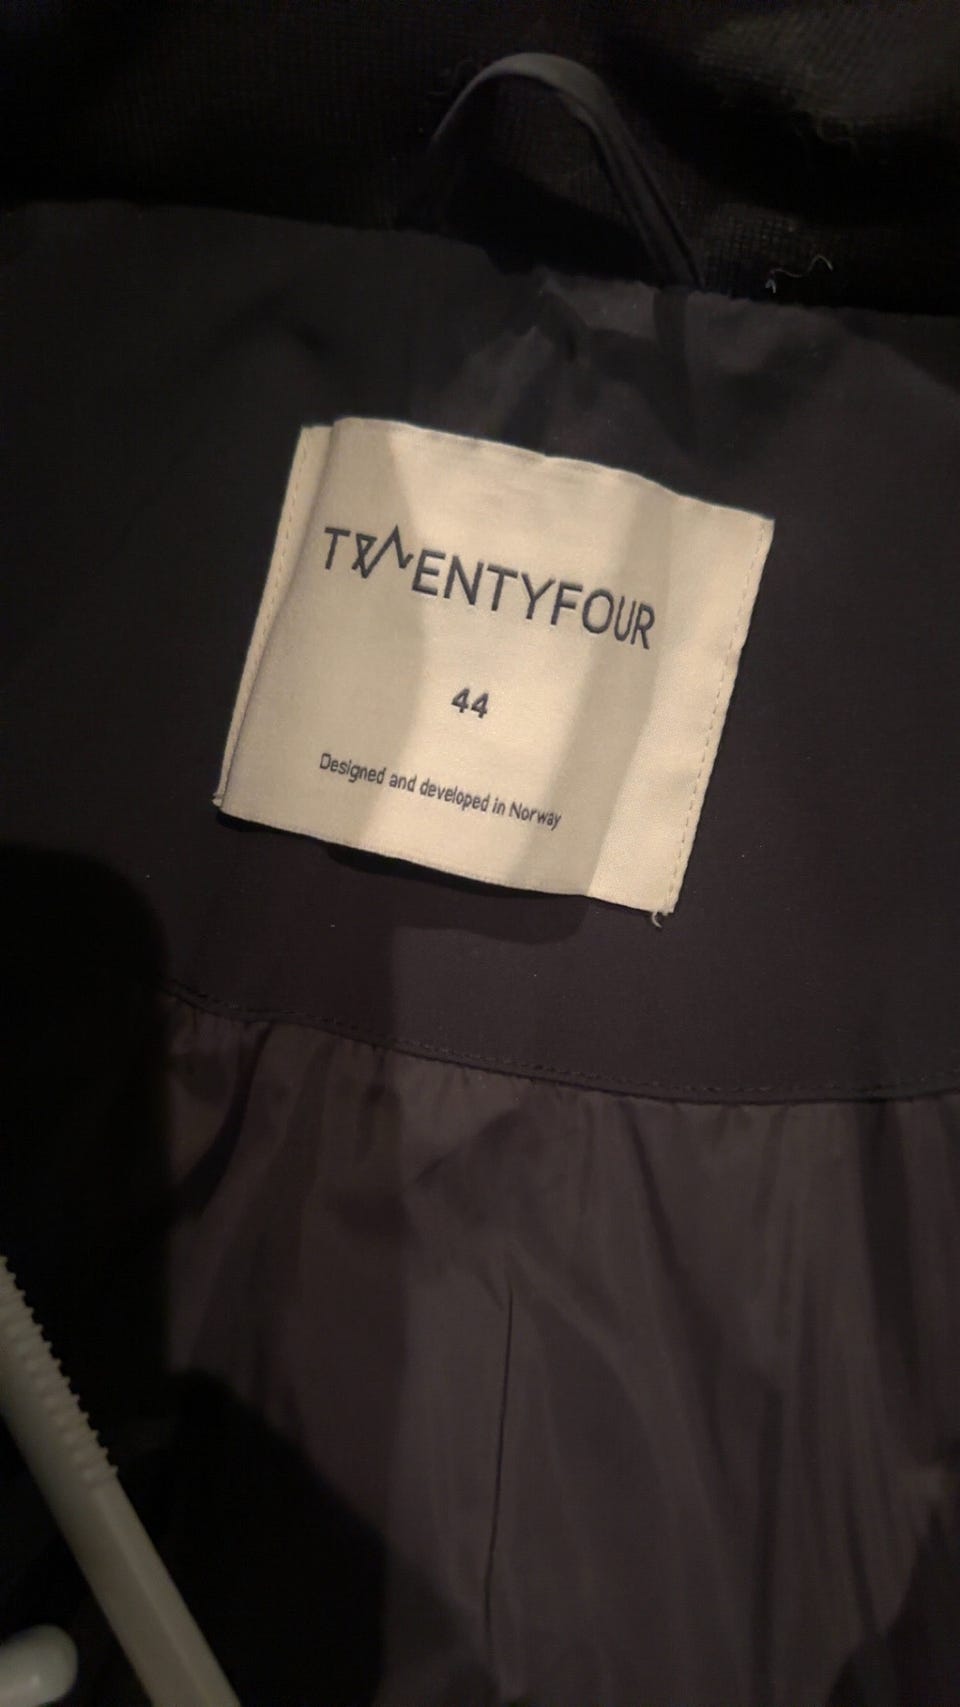 TWENTYFOUR
44
Designed and developed in Norway